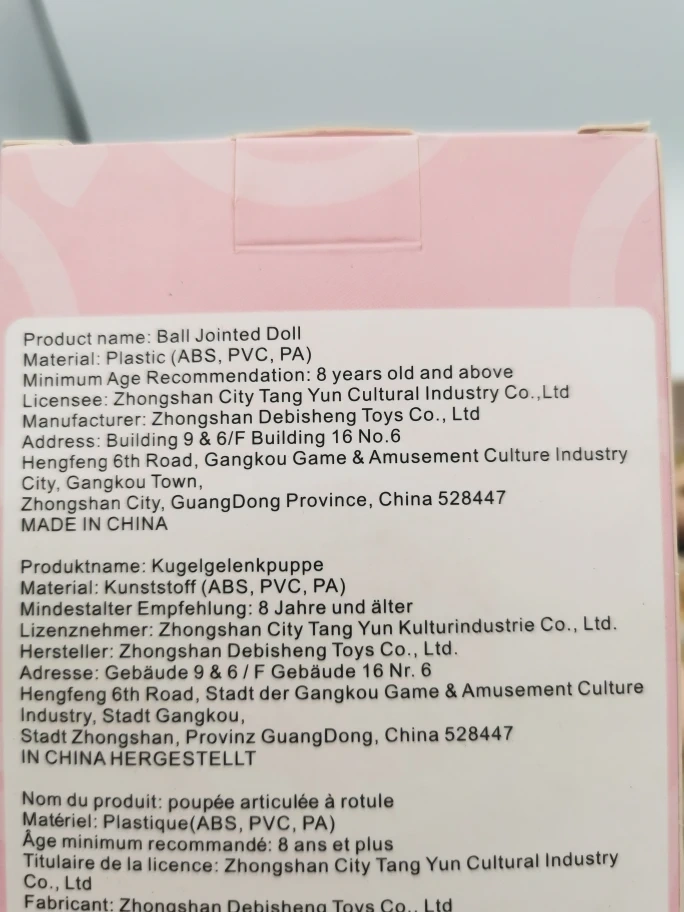 Product name: Ball Jointed Doll
Material: Plastic (ABS, PVC, PA)
Minimum Age Recommendation: 8 years old and above
Licensee: Zhongshan City Tang Yun Cultural Industry Co.,Ltd
Manufacturer: Zhongshan Debisheng Toys Co., Ltd
Address: Building 9 & 6/F Building 16 No.6
Hengfeng 6th Road, Gangkou Game & Amusement Culture Industry
City, Gangkou Town,
Zhongshan City, GuangDong Province, China 528447
MADE IN CHINA
Produktname: Kugelgelenkpuppe
Material: Kunststoff (ABS, PVC, PA)
Mindestalter Empfehlung: 8 Jahre und älter
Lizenznehmer: Zhongshan City Tang Yun Kulturindustrie Co., Ltd.
Hersteller: Zhongshan Debisheng Toys Co., Ltd.
Adresse: Gebäude 9 & 6 / F Gebäude 16 Nr. 6
Hengfeng 6th Road, Stadt der Gangkou Game & Amusement Culture
Industry, Stadt Gangkou,
Stadt Zhongshan, Provinz GuangDong, China 528447
IN CHINA HERGESTELLT
Nom du produit: poupée articulée à rotule
Matériel: Plastique(ABS, PVC, PA)
Âge minimum recommandé: 8 ans et plus
Titulaire de la licence: Zhongshan City Tang Yun Cultural Industry
Co., Ltd
Fabricant: Zhongshan Debisheng Toys Co., Ltd